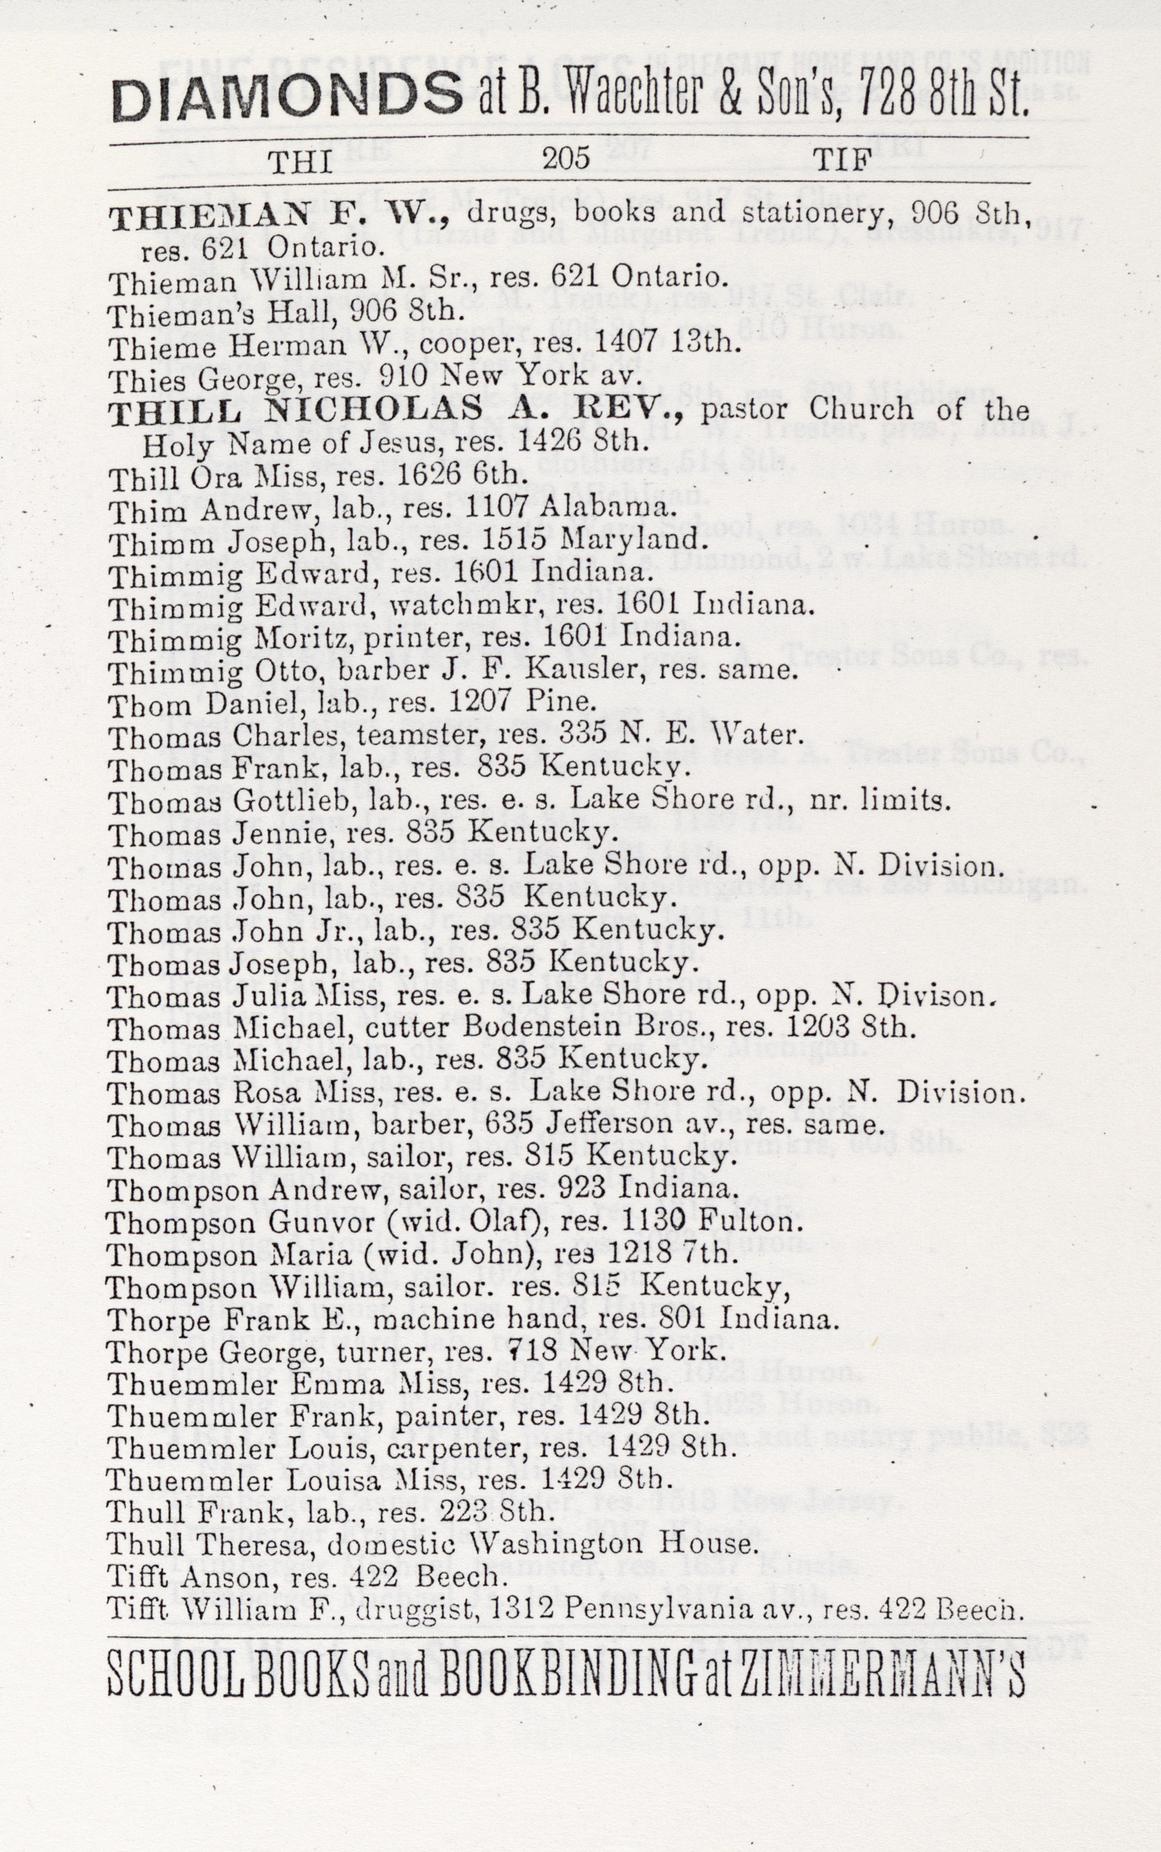 DIAMONDS at B. Waechter & Son's, 728 8th St.
THI 205 TIF
THIEMAN F. W., drugs, books and stationery, 906 8th,
res. 621 Ontario.
Thieman William M. Sr., res. 621 Ontario.
Thieman's Hall, 906 8th.
Thieme Herman W., cooper, res. 1407 13th.
Thies George, res. 910 New York av.
THILL NICHOLAS A. REV., pastor Church of the
Holy Name of Jesus, res. 1426 8th.
Thill Ora Miss, res. 1626 6th.
Thim Andrew, lab., res. 1107 Alabama.
Thimm Joseph, lab., res. 1515 Maryland.
Thimmig Edward, res. 1601 Indiana.
Thimmig Edward, watchmkr, res. 1601 Indiana.
Thimmig Moritz, printer, res. 1601 Indiana.
Thimmig Otto, barber J. F. Kausler, res. same.
Thom Daniel, lab., res. 1207 Pine.
Thomas Charles, teamster, res. 335 N. E. Water.
Thomas Frank, lab., res. 835 Kentucky.
Thomas Gottlieb, lab., res. e. s. Lake Shore rd., nr. limits.
Thomas Jennie, res. 835 Kentucky.
Thomas John, lab., res. e. s. Lake Shore rd., opp. N. Division.
Thomas John, lab., res. 835 Kentucky.
Thomas John Jr., lab., res. 835 Kentucky.
Thomas Joseph, lab., res. 835 Kentucky.
Thomas Julia Miss, res. e. s. Lake Shore rd., opp. N. Divison.
Thomas Michael, cutter Bodenstein Bros., res. 1203 8th.
Thomas Michael, lab., res. 835 Kentucky.
Thomas Rosa Miss, res. e. s. Lake Shore rd., opp. N. Division.
Thomas William, barber, 635 Jefferson av., res. same.
Thomas William, sailor, res. 815 Kentucky.
Thompson Andrew, sailor, res. 923 Indiana.
Thompson Gunvor (wid. Olaf), res. 1130 Fulton.
Thompson Maria (wid. John), res 1218 7th.
Thompson William, sailor. res. 815 Kentucky,
Thorpe Frank E., machine hand, res. 801 Indiana.
Thorpe George, turner, res. 718 New York.
Thuemmler Emma Miss, res. 1429 8th.
Thuemmler Frank, painter, res. 1429 8th.
Thuemmler Louis, carpenter, res. 1429 8th.
Thuemmler Louisa Miss, res. 1429 8th.
Thull Frank, lab., res. 223 8th.
Thull Theresa, domestic Washington House.
Tifft Anson, res. 422 Beech.
Tifft William F., druggist, 1312 Pennsylvania av., res. 422 Beech.
SCHOOL BOOKS and BOOK BINDING at ZIMMERMANN'S